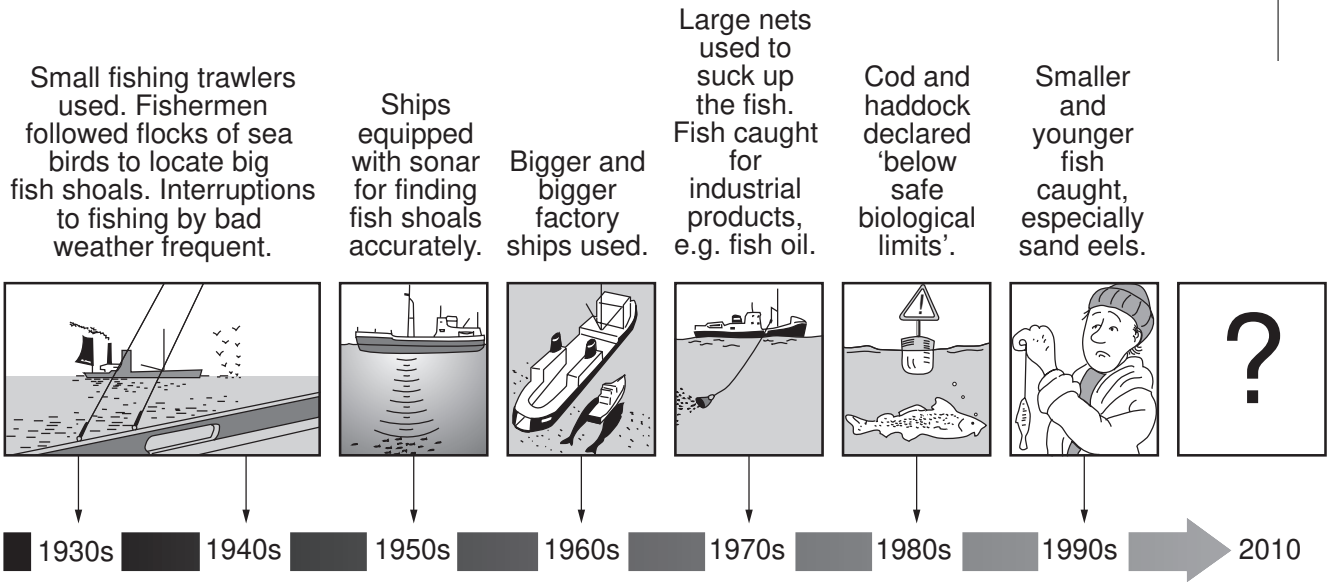 Small fishing trawlers
used. Fishermen
followed flocks of sea
birds to locate big
fish shoals. Interruptions
to fishing by bad
weather frequent.
Ships
equipped
with sonar
for finding
fish shoals
accurately.
Bigger and
bigger
factory
ships used.
Large nets
used to
suck up
the fish.
Fish caught
for
industrial
products,
e.g. fish oil.
Cod and
haddock
declared
‘below
safe
biological
limits’.
Smaller
and
younger
fish
caught,
especially
sand eels.
!
?
1930s 1940s 1950s 1960s 1970s 1980s 1990s 2010